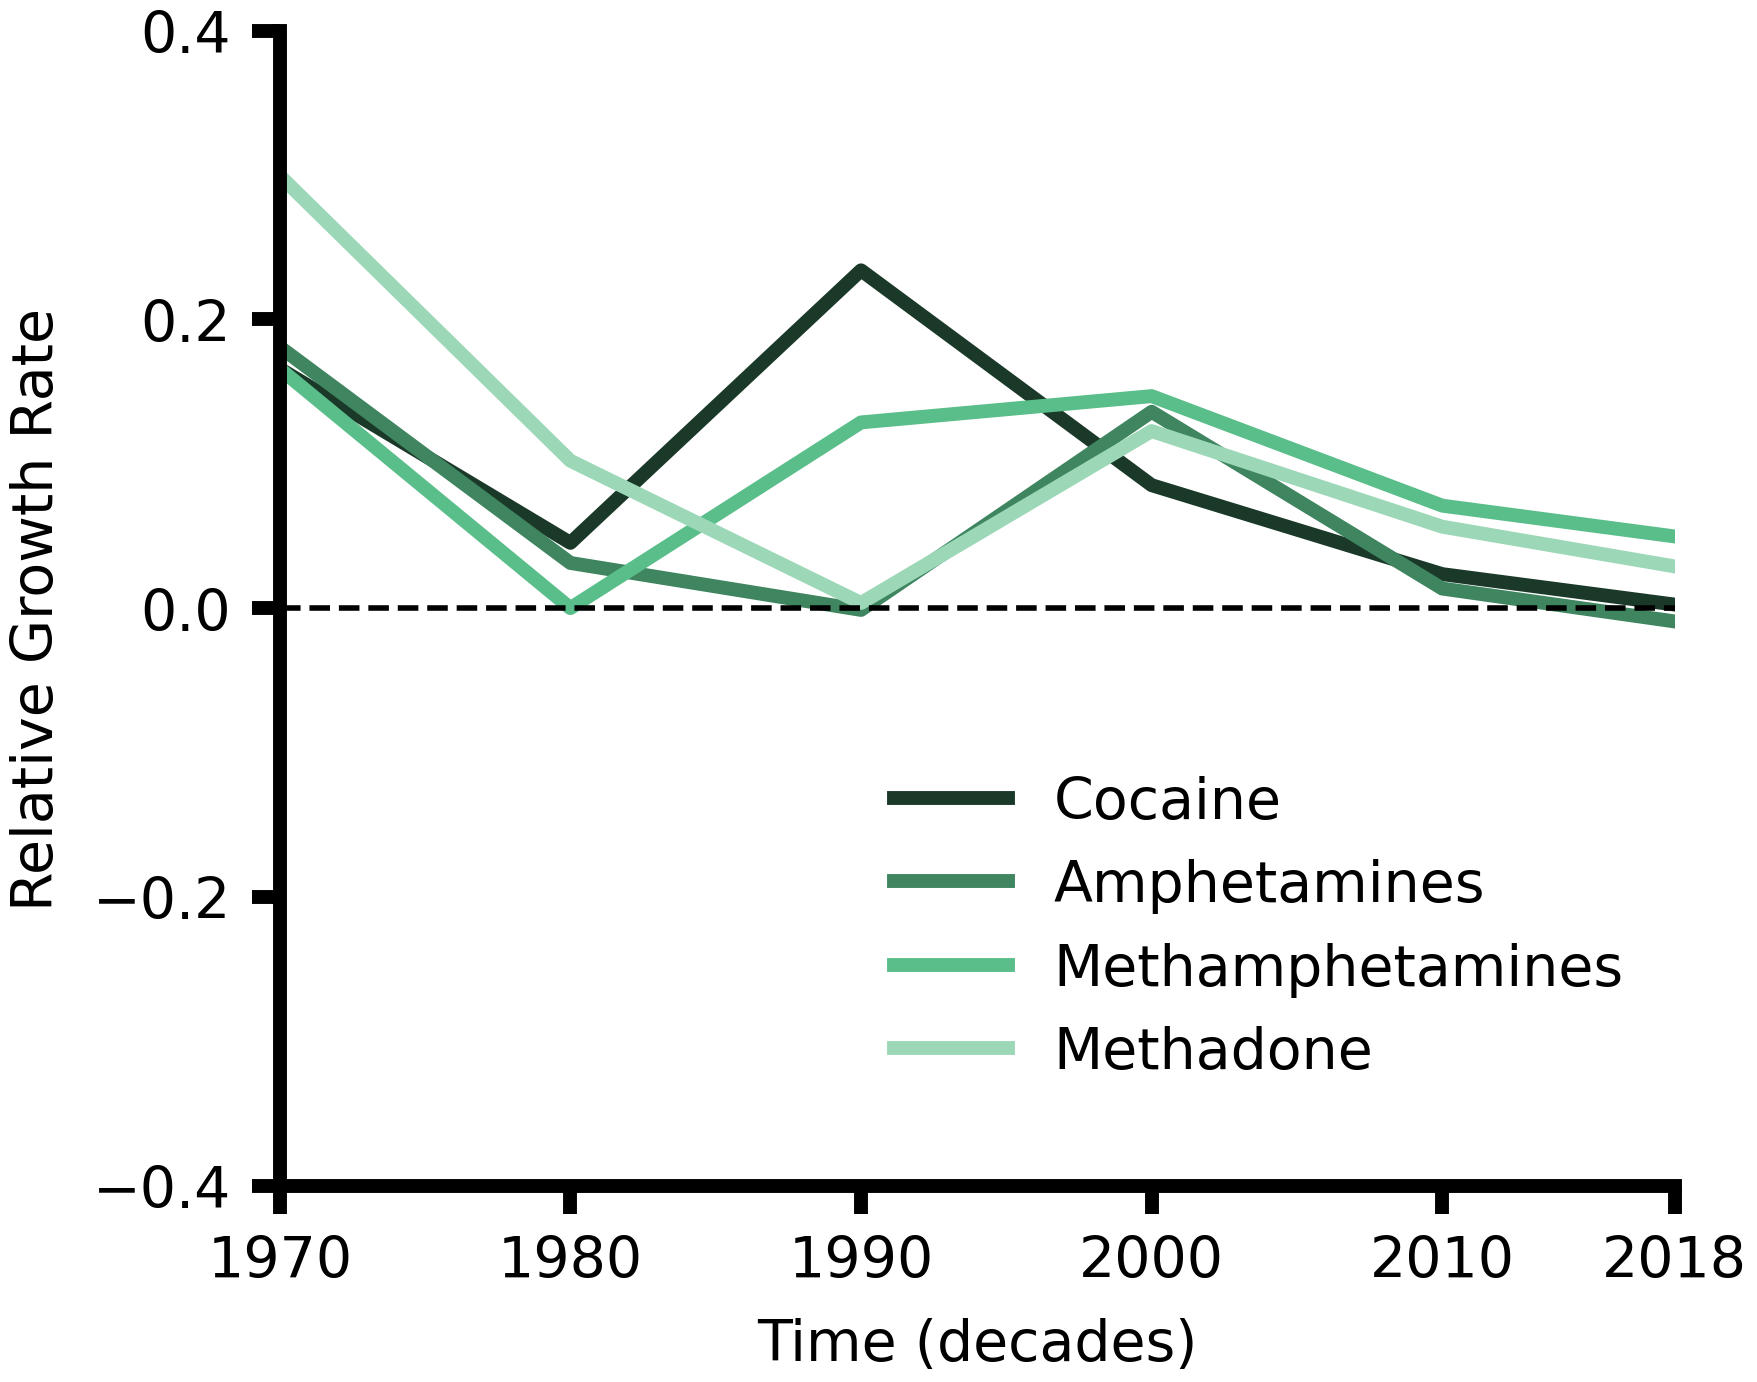 0.4
0.2
0.0
−0.2
−0.4
Relative Growth Rate
Cocaine
Amphetamines
Methamphetamines
Methadone
1970 1980 1990 2000 2010 2018
Time (decades)